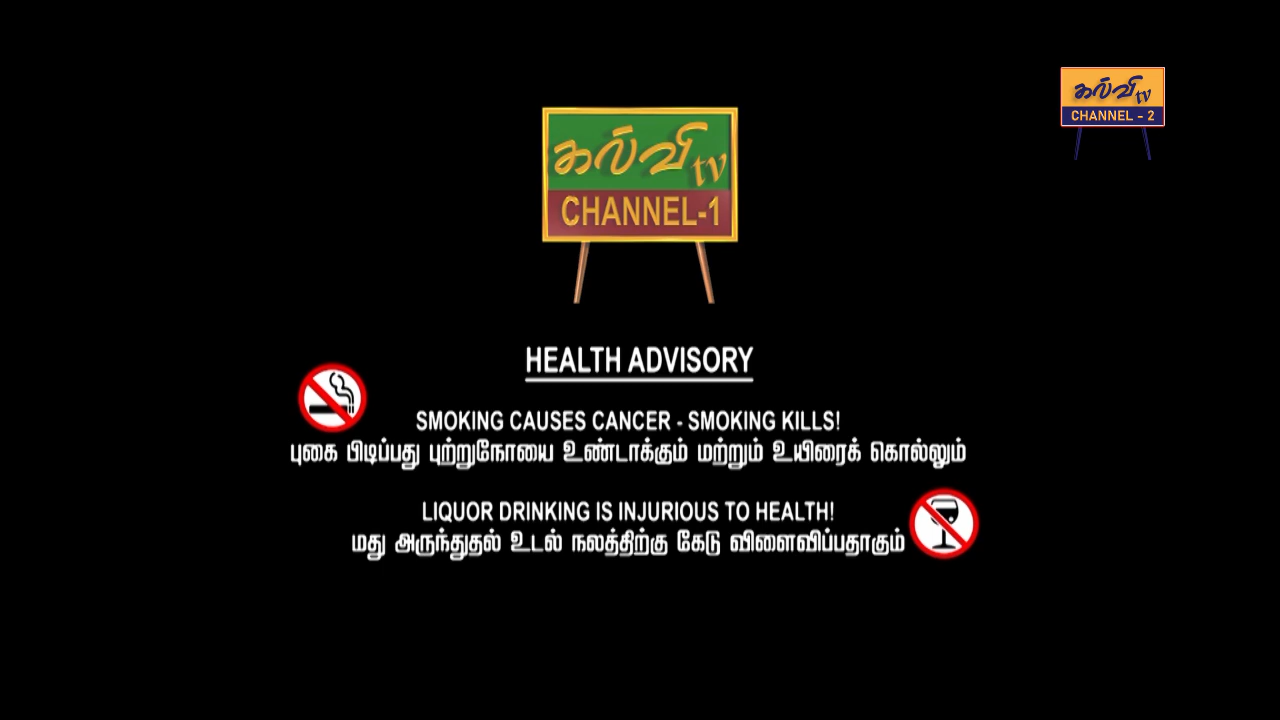 கல்வி tv
CHANNEL - 2
கல்வி tv
CHANNEL-1
HEALTH ADVISORY
SMOKING CAUSES CANCER - SMOKING KILLS!
புகை பிடிப்பது புற்றுநோயை உண்டாக்கும் மற்றும் உயிரைக் கொல்லும்
LIQUOR DRINKING IS INJURIOUS TO HEALTH!
மது அருந்துதல் உடல் நலத்திற்கு கேடு விளைவிப்பதாகும்